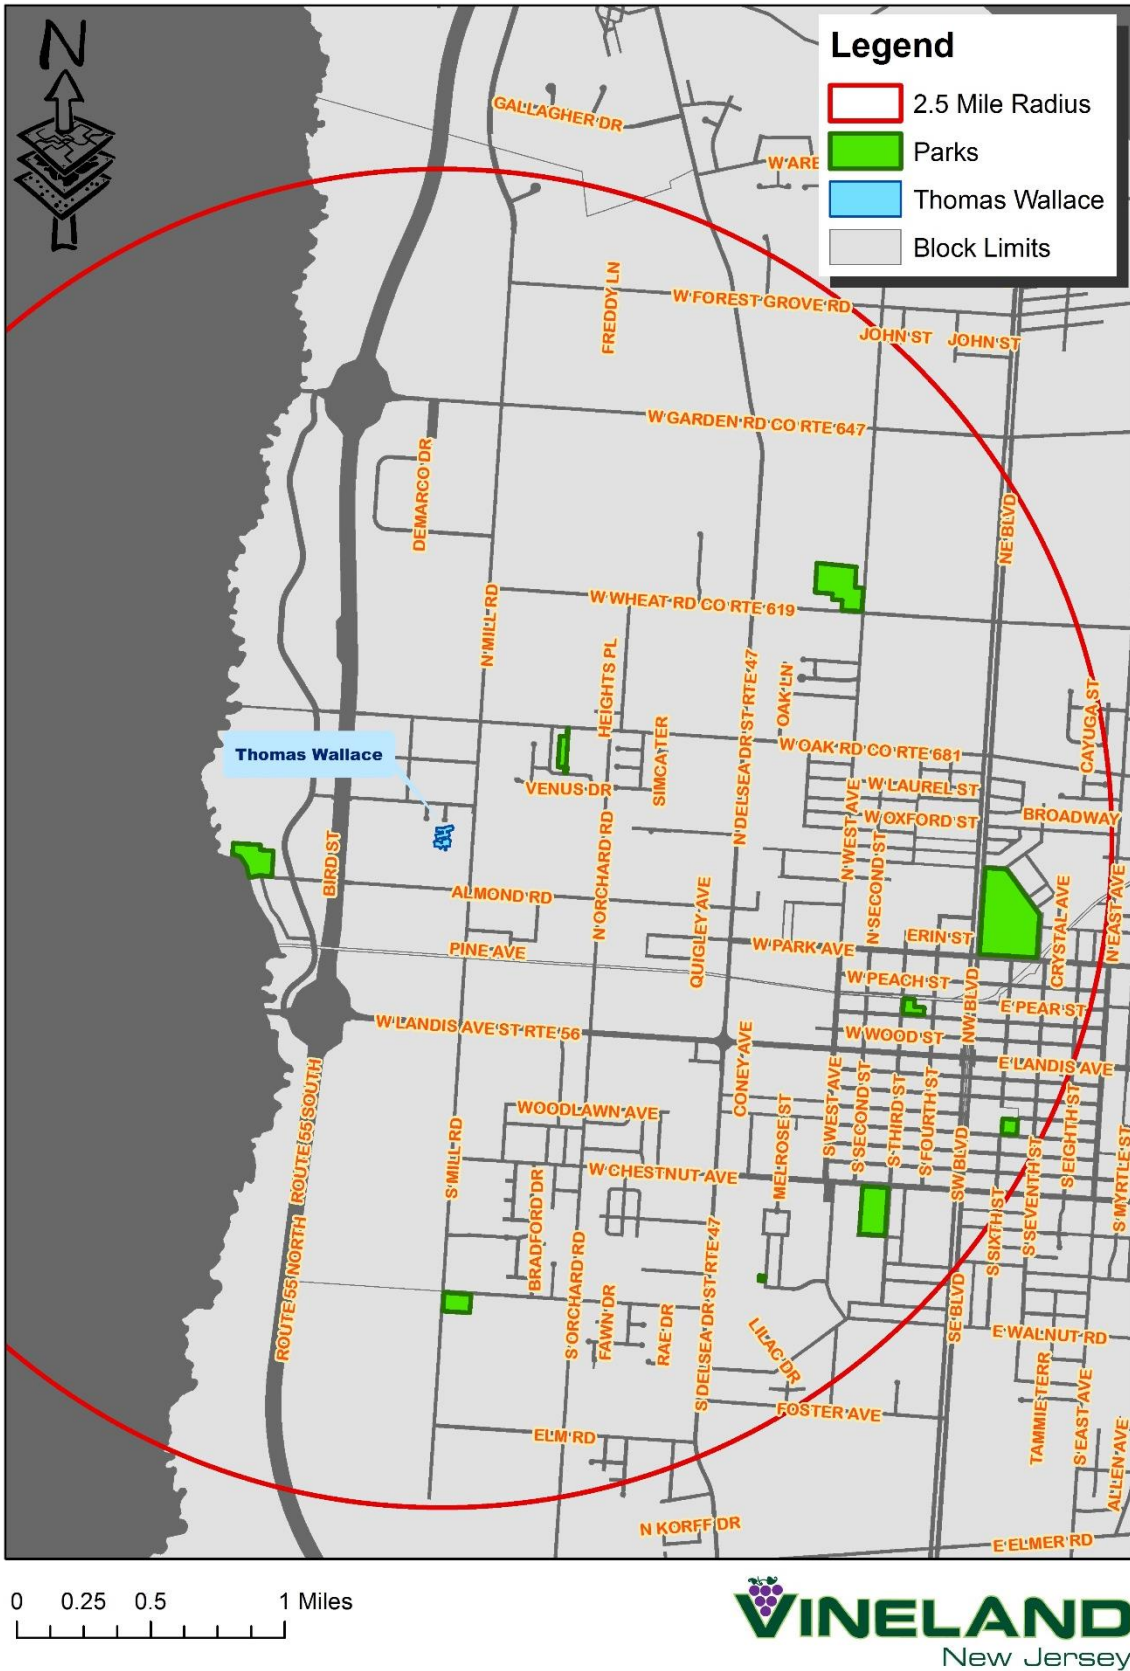 N
Legend
2.5 Mile Radius
Parks
Thomas Wallace
Block Limits
GALLAGHER DR
W ARE
FREDDY LN
W FOREST GROVE RD
JOHN ST
JOHN ST
W GARDEN RD CO RTE 647
DEMARCO DR
NE BLVD
W WHEAT RD CO RTE 619
N MILL RD
HEIGHTS PL
N DELSEA DR ST RTE 47
OAK LN
CAYUGA ST
SIMCA TER
W OAK RD CO RTE 681
Thomas Wallace
VENUS DR
W LAUREL ST
W OXFORD ST
BROADWAY
N WEST AVE
N SECOND ST
BIRD ST
ALMOND RD
N ORCHARD RD
QUIGLEY AVE
CRYSTAL AVE
N EAST AVE
ERIN ST
W PARK AVE
PINE AVE
W PEACH ST
NW BLVD
E PEAR ST
W LANDIS AVE ST RTE 56
W WOOD ST
E LANDIS AVE
CONEY AVE
ROUTE 55 SOUTH
WOODLAWN AVE
S WEST AVE
S SECOND ST
S THIRD ST
S FOURTH ST
S EIGHTH ST
S MILL RD
MELROSE ST
SW BLVD
S MYRTLE ST
W CHESTNUT AVE
BRADFORD DR
S SIXTH ST
S SEVENTH ST
ROUTE 55 NORTH
S ORCHARD RD
S DELSEA DR ST RTE 47
FAWN DR
RAE DR
LILAC DR
SE BLVD
E WALNUT RD
TAMMIE TERR
S EAST AVE
FOSTER AVE
ELM RD
ALLEN AVE
N KORFF DR
E ELMER RD
0 0.25 0.5 1 Miles
VINELAND
New Jersey